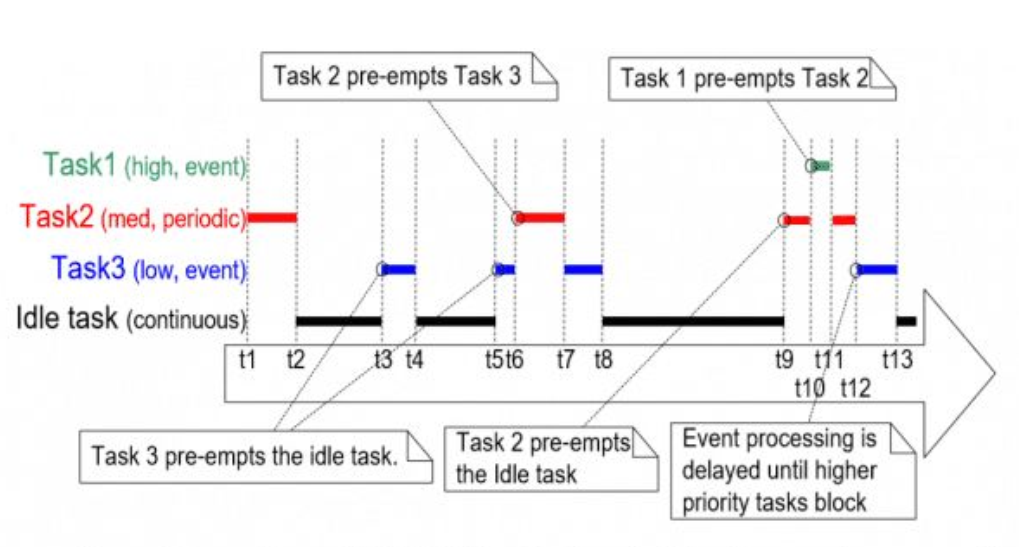 Task 2 pre-empts Task 3
Task 1 pre-empts Task 2
Task1 (high, event)
Task2 (med, periodic)
Task3 (low, event)
Idle task (continuous)
t1 t2 t3 t4 t5 t6 t7 t8 t9 t11 t13
t10 t12
Task 3 pre-empts the idle task.
Task 2 pre-empts
the Idle task
Event processing is
delayed until higher
priority tasks block